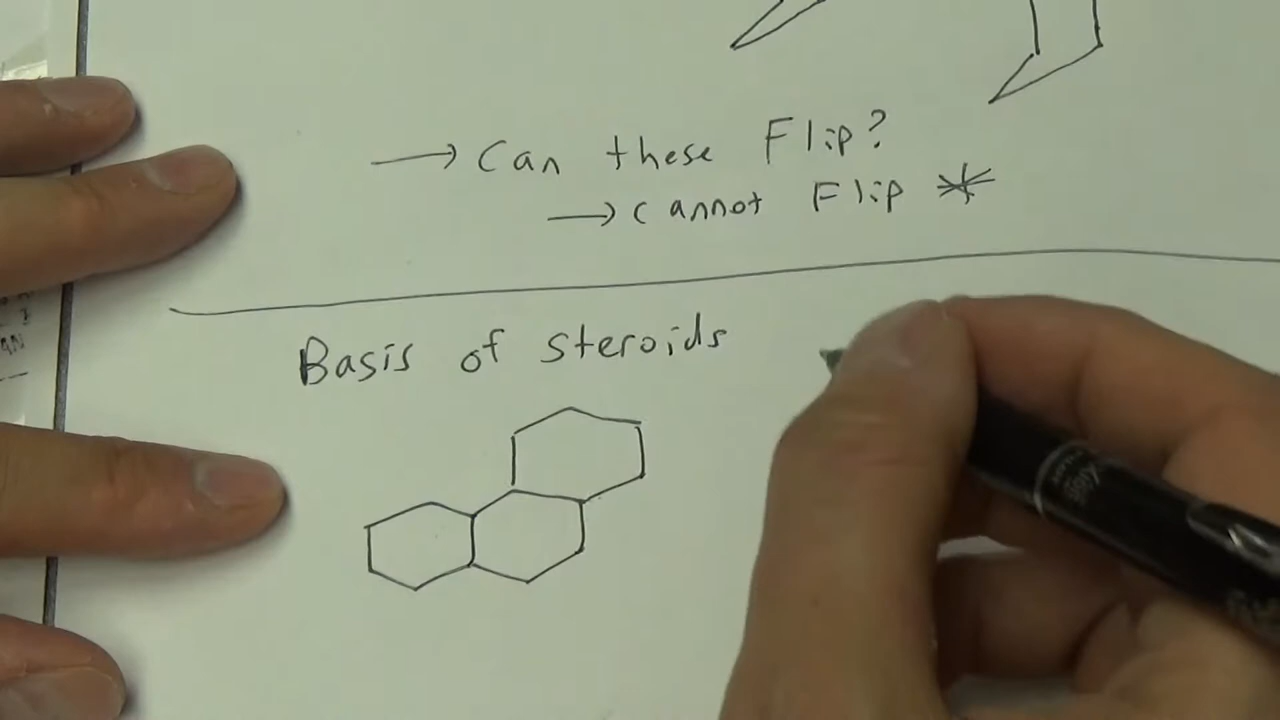 → Can these Flip?
→ Cannot Flip *
Basis of steroids